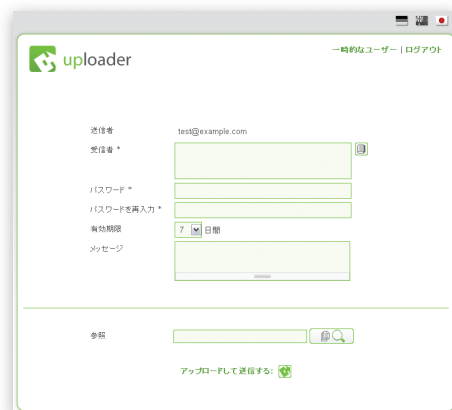 一時的なユーザー | ログアウト
uploader
送信者 test@example.com
受信者 *
パスワード *
パスワードを再入力 *
有効期限 7 日間
メッセージ
参照
アップロードして送信する: